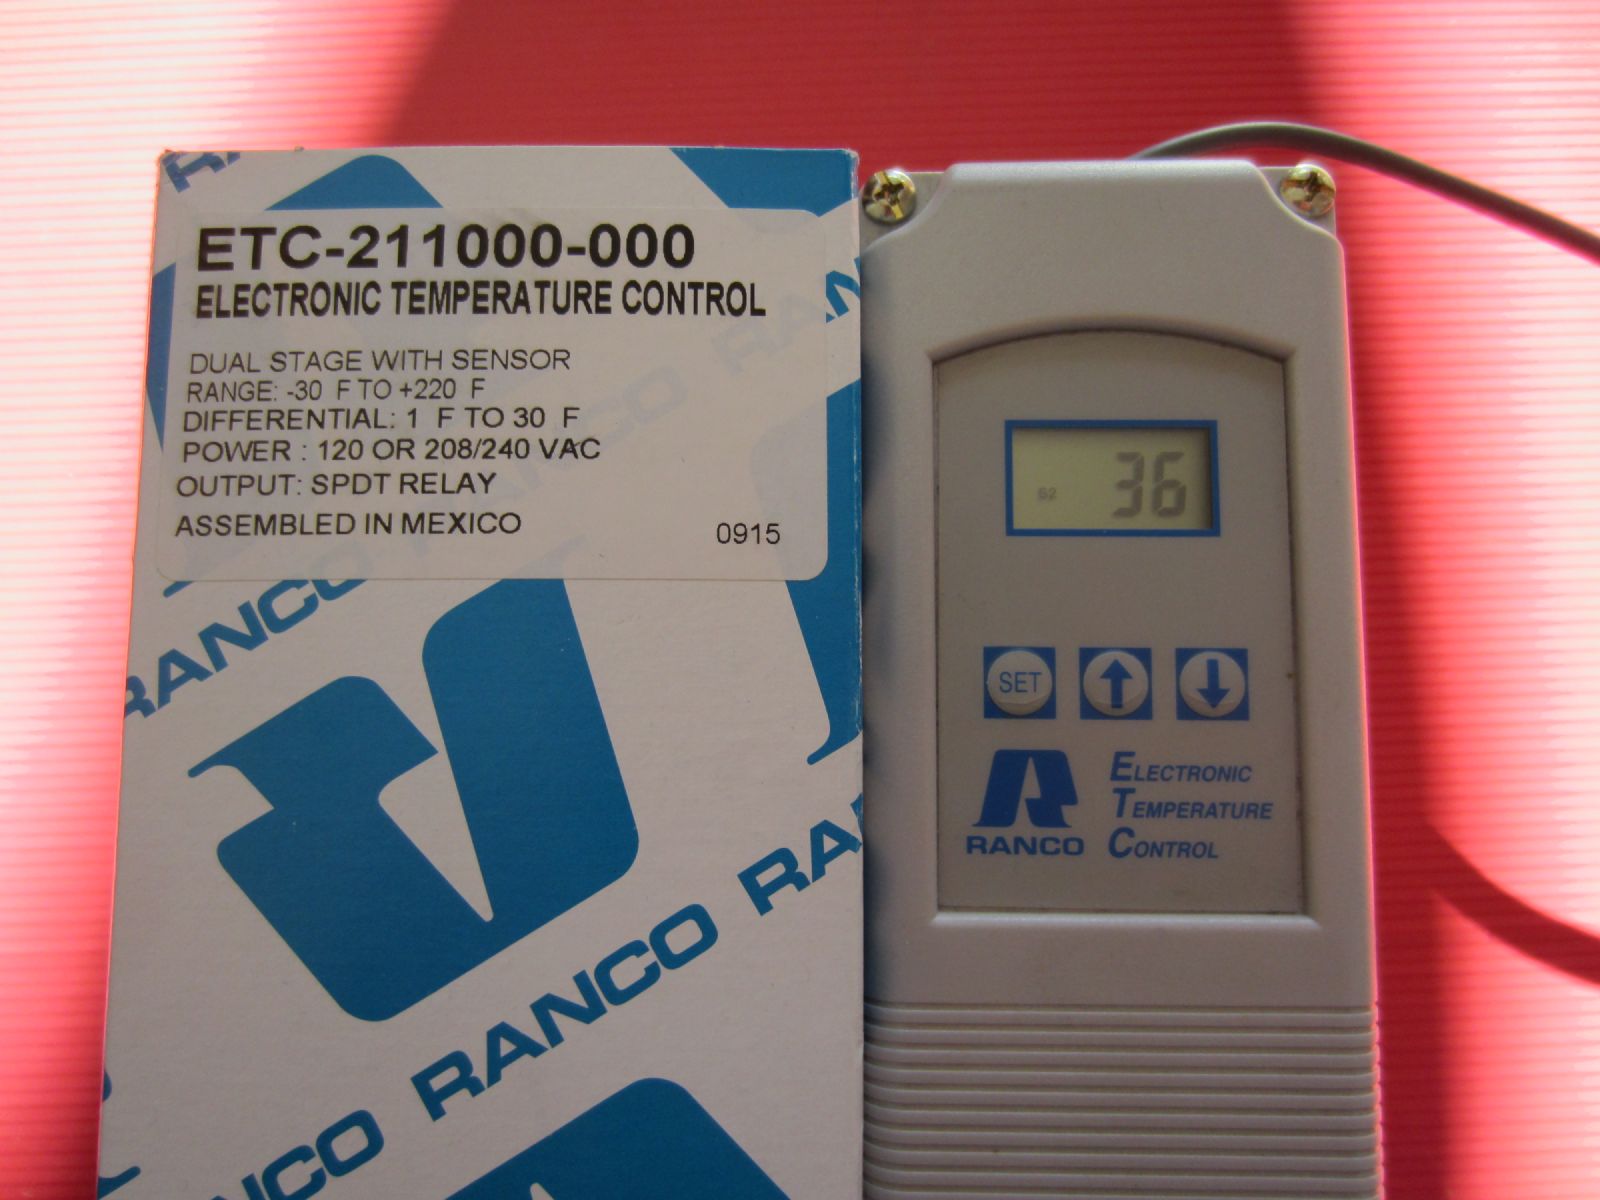 ETC-211000-000
ELECTRONIC TEMPERATURE CONTROL
DUAL STAGE WITH SENSOR
RANGE: -30 F TO +220 F
DIFFERENTIAL: 1 F TO 30 F
POWER : 120 OR 208/240 VAC
OUTPUT: SPDT RELAY
ASSEMBLED IN MEXICO
0915
RANCO
RANCO
RANCO
RANCO
S2 36
SET
RANCO
ELECTRONIC
TEMPERATURE
CONTROL